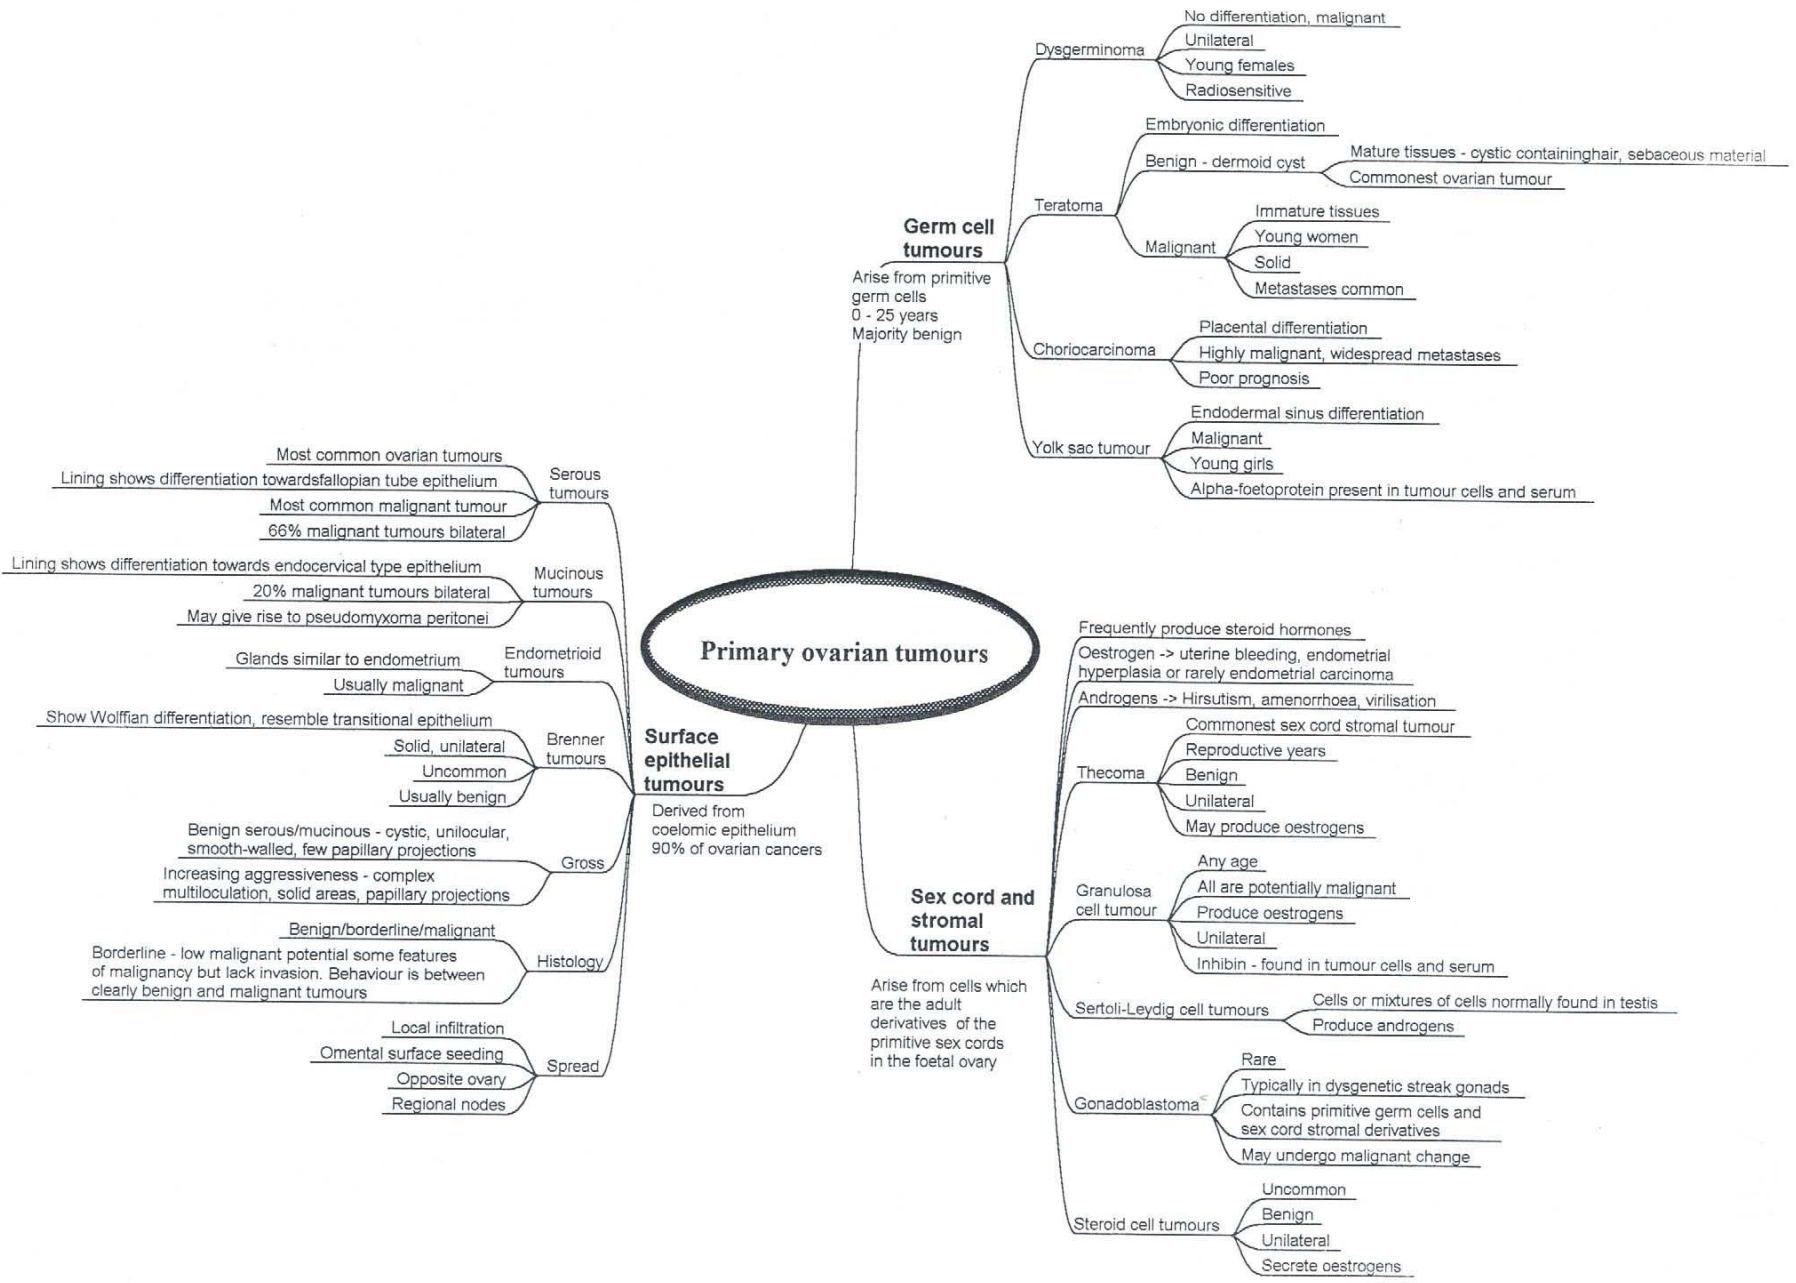 Primary ovarian tumours
Germ cell
tumours
Arise from primitive
germ cells
0 - 25 years
Majority benign
Dysgerminoma
No differentiation, malignant
Unilateral
Young females
Radiosensitive
Teratoma
Embryonic differentiation
Benign - dermoid cyst
Mature tissues - cystic containinghair, sebaceous material
Commonest ovarian tumour
Malignant
Immature tissues
Young women
Solid
Metastases common
Choriocarcinoma
Placental differentiation
Highly malignant, widespread metastases
Poor prognosis
Yolk sac tumour
Endodermal sinus differentiation
Malignant
Young girls
Alpha-foetoprotein present in tumour cells and serum
Surface
epithelial
tumours
Derived from
coelomic epithelium
90% of ovarian cancers
Serous
tumours
Most common ovarian tumours
Lining shows differentiation towardsfallopian tube epithelium
Most common malignant tumour
66% malignant tumours bilateral
Mucinous
tumours
Lining shows differentiation towards endocervical type epithelium
20% malignant tumours bilateral
May give rise to pseudomyxoma peritonei
Endometrioid
tumours
Glands similar to endometrium
Usually malignant
Brenner
tumours
Show Wolffian differentiation, resemble transitional epithelium
Solid, unilateral
Uncommon
Usually benign
Gross
Benign serous/mucinous - cystic, unilocular,
smooth-walled, few papillary projections
Increasing aggressiveness - complex
multiloculation, solid areas, papillary projections
Histology
Benign/borderline/malignant
Borderline - low malignant potential some features
of malignancy but lack invasion. Behaviour is between
clearly benign and malignant tumours
Spread
Local infiltration
Omental surface seeding
Opposite ovary
Regional nodes
Sex cord and
stromal
tumours
Arise from cells which
are the adult
derivatives of the
primitive sex cords
in the foetal ovary
Frequently produce steroid hormones
Oestrogen -> uterine bleeding, endometrial
hyperplasia or rarely endometrial carcinoma
Androgens -> Hirsutism, amenorrhoea, virilisation
Thecoma
Commonest sex cord stromal tumour
Reproductive years
Benign
Unilateral
May produce oestrogens
Granulosa
cell tumour
Any age
All are potentially malignant
Produce oestrogens
Unilateral
Inhibin - found in tumour cells and serum
Sertoli-Leydig cell tumours
Cells or mixtures of cells normally found in testis
Produce androgens
Gonadoblastoma
Rare
Typically in dysgenetic streak gonads
Contains primitive germ cells and
sex cord stromal derivatives
May undergo malignant change
Steroid cell tumours
Uncommon
Benign
Unilateral
Secrete oestrogens